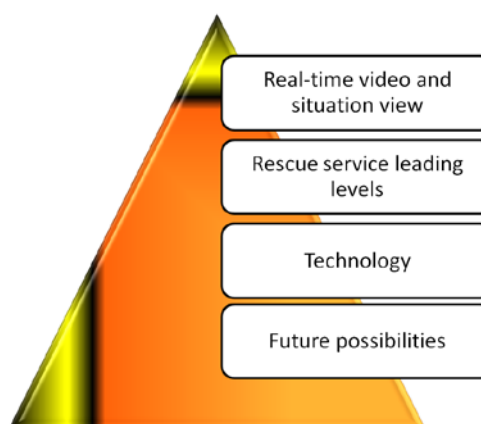 Real-time video and
situation view
Rescue service leading
levels
Technology
Future possibilities